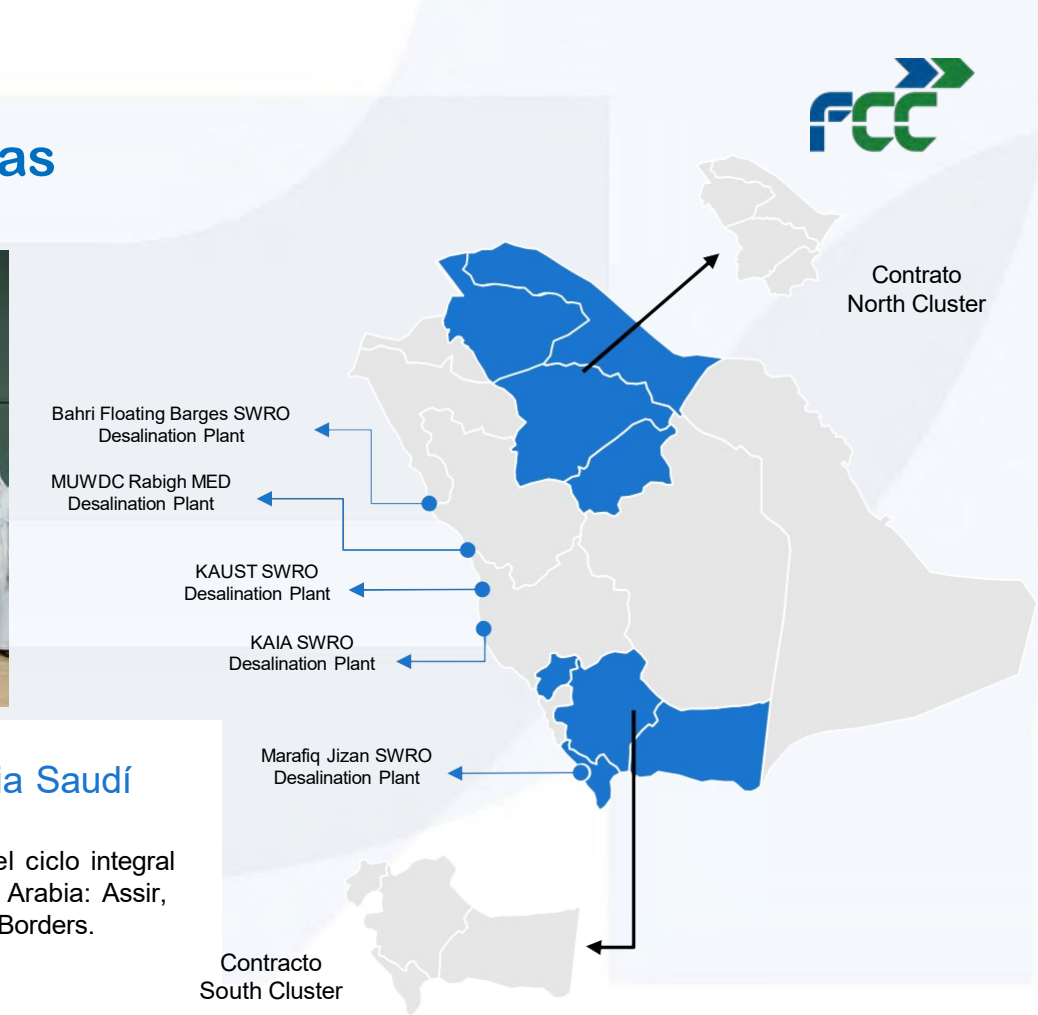 FCC
as
Contrato
North Cluster
Bahri Floating Barges SWRO
Desalination Plant
MUWDC Rabigh MED
Desalination Plant
KAUST SWRO
Desalination Plant
KAIA SWRO
Desalination Plant
Marafiq Jizan SWRO
Desalination Plant
ia Saudí
el ciclo integral
Arabia: Assir,
Borders.
Contracto
South Cluster